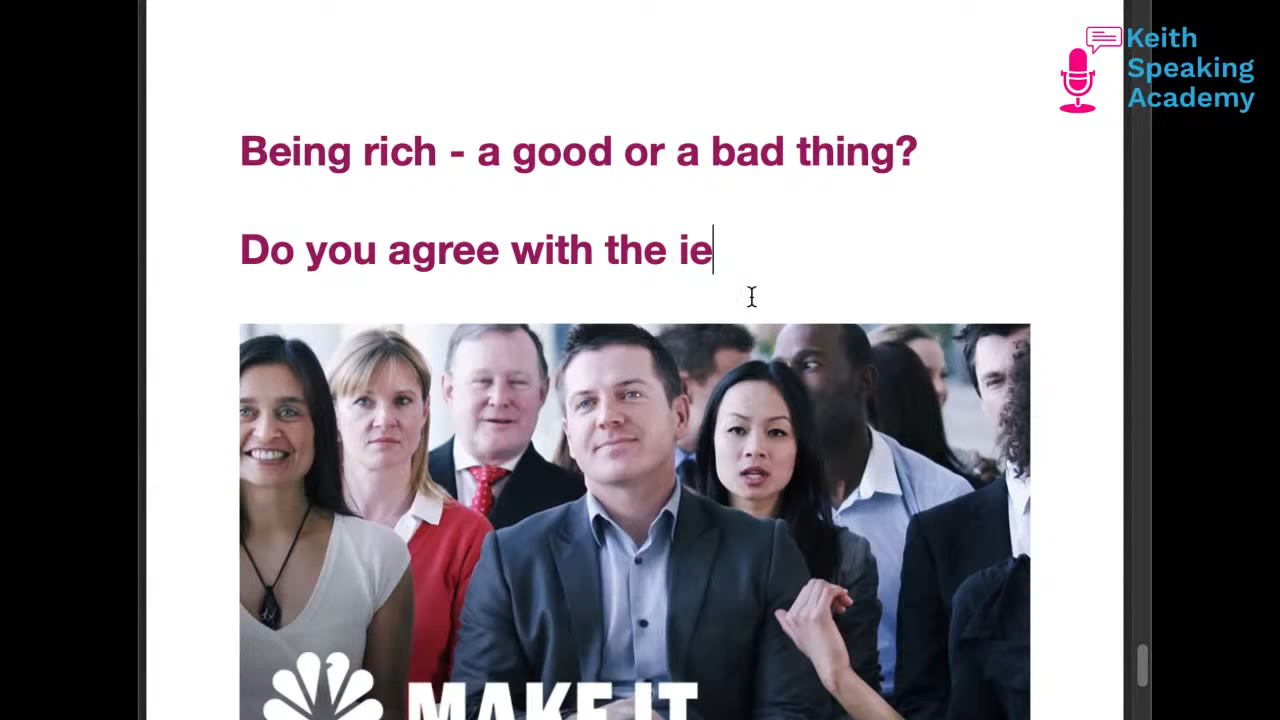 Keith
Speaking
Academy
Being rich - a good or a bad thing?
Do you agree with the ie
MAKE IT